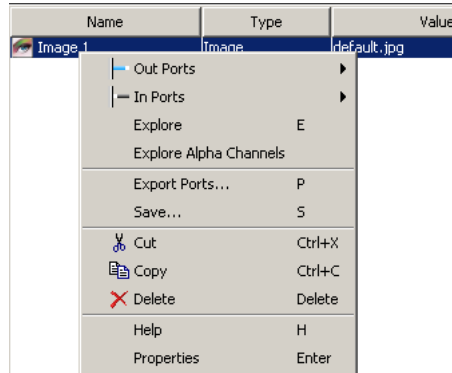 Name Type Value
Image 1 Image default.jpg
Out Ports
In Ports
Explore E
Explore Alpha Channels
Export Ports... P
Save... S
Cut Ctrl+X
Copy Ctrl+C
Delete Delete
Help H
Properties Enter